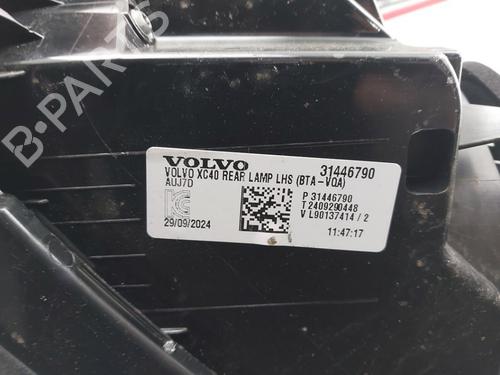 B-PARTS
VOLVO 31446790
VOLVO XC40 REAR LAMP LHS (BTA-VQA)
AUJ7D
P 31446790
T 2409290448
V L90137414 / 2
29/09/2024
11:47:17